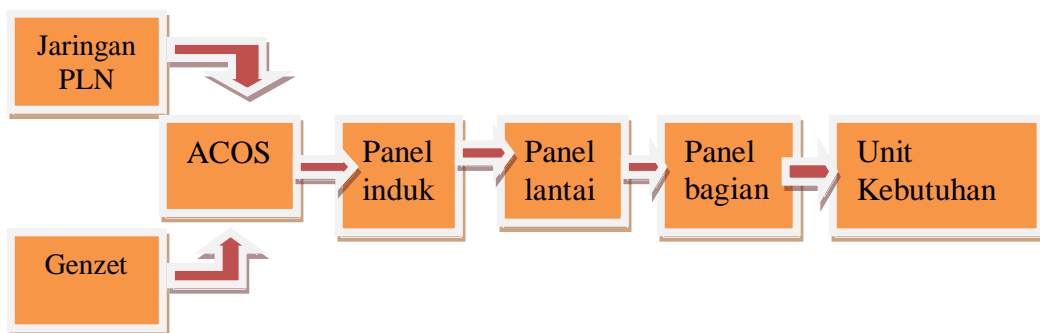 Jaringan
PLN
ACOS
Panel
induk
Panel
lantai
Panel
bagian
Unit
Kebutuhan
Genzet